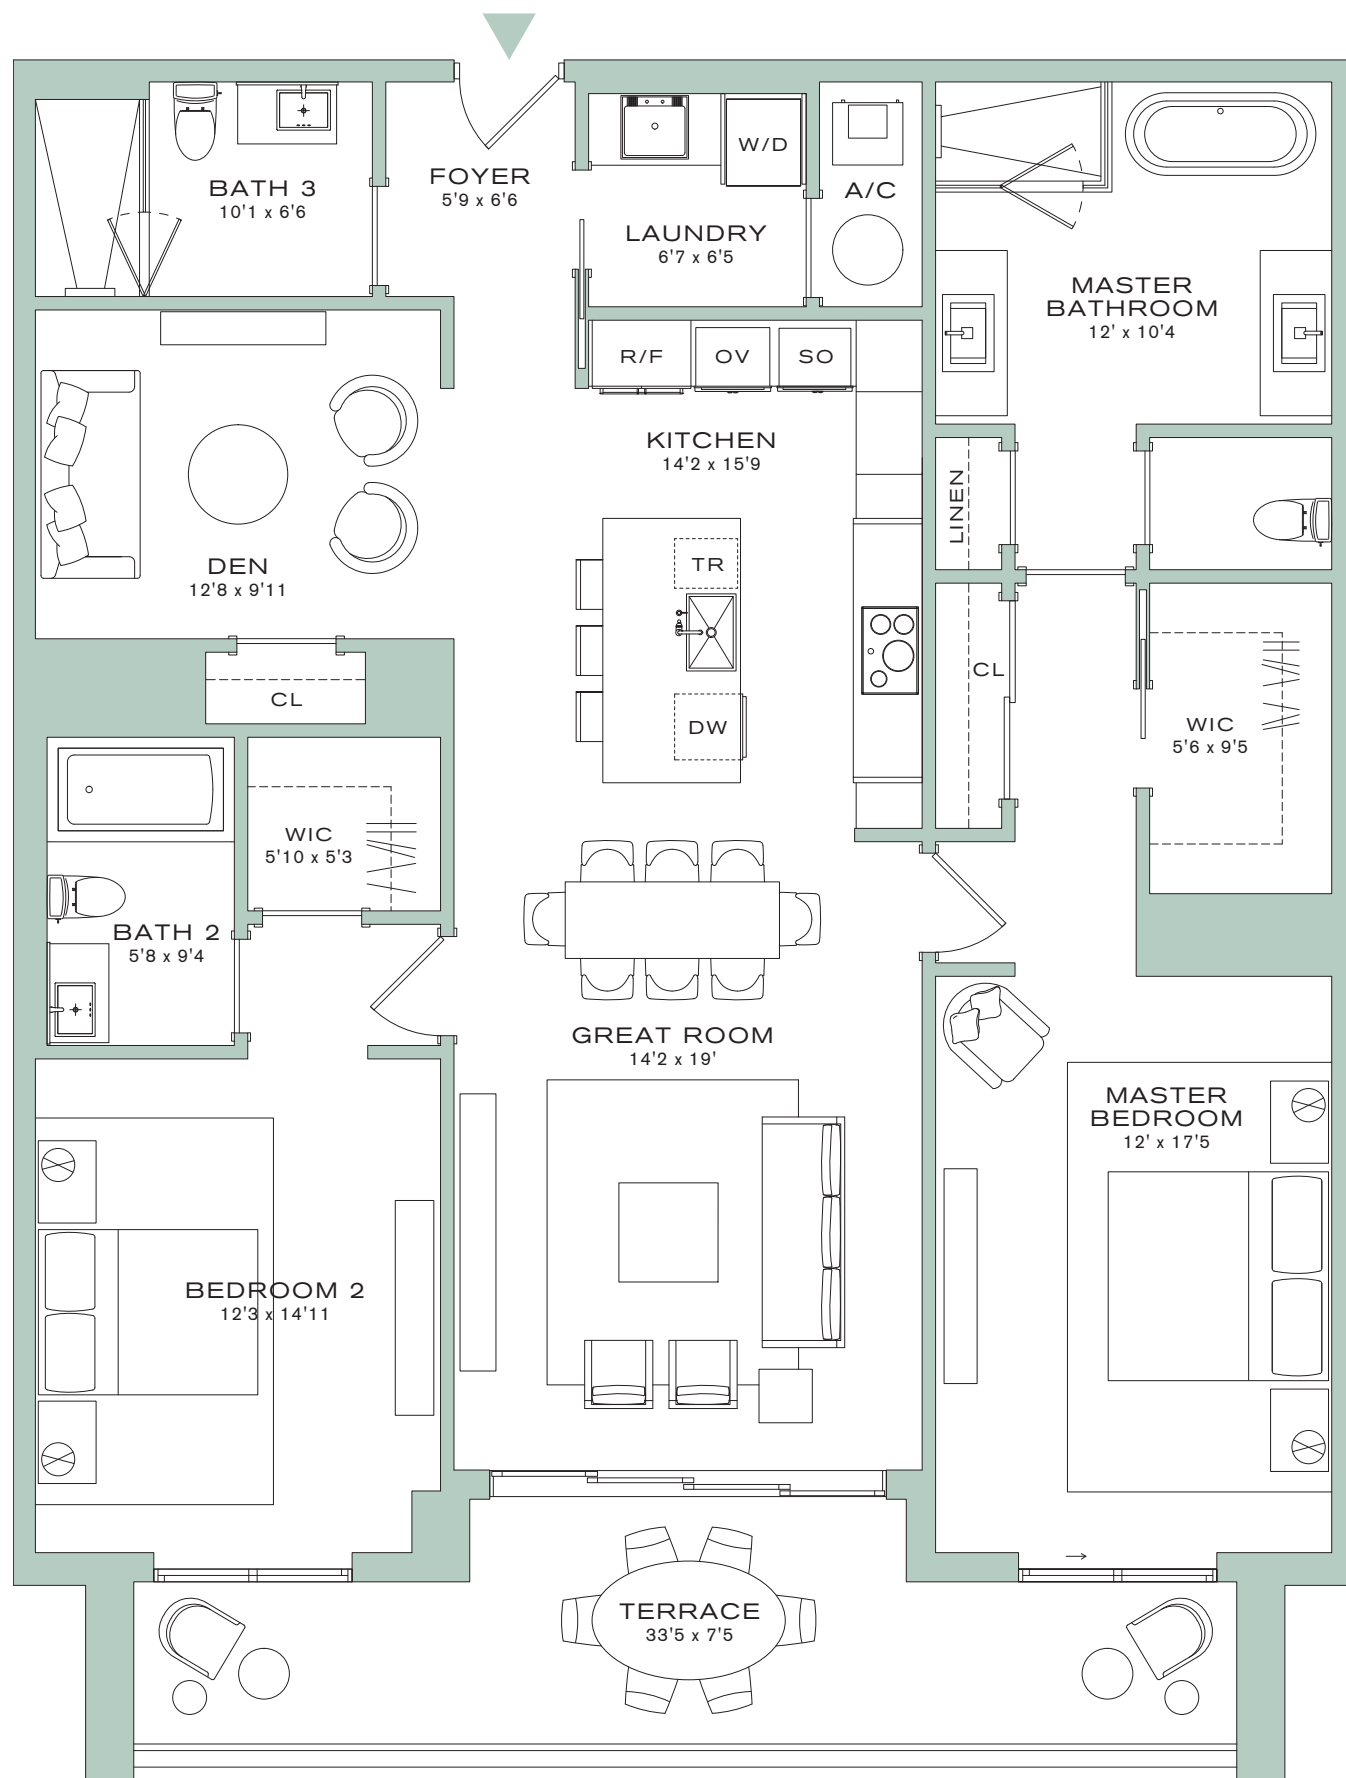 BATH 3
10'1 x 6'6
FOYER
5'9 x 6'6
W/D
LAUNDRY
6'7 x 6'5
A/C
MASTER
BATHROOM
12' x 10'4
R/F
OV
SO
KITCHEN
14'2 x 15'9
LINEN
DEN
12'8 x 9'11
TR
CL
CL
DW
WIC
5'6 x 9'5
WIC
5'10 x 5'3
BATH 2
5'8 x 9'4
GREAT ROOM
14'2 x 19'
MASTER
BEDROOM
12' x 17'5
BEDROOM 2
12'3 x 14'11
TERRACE
33'5 x 7'5